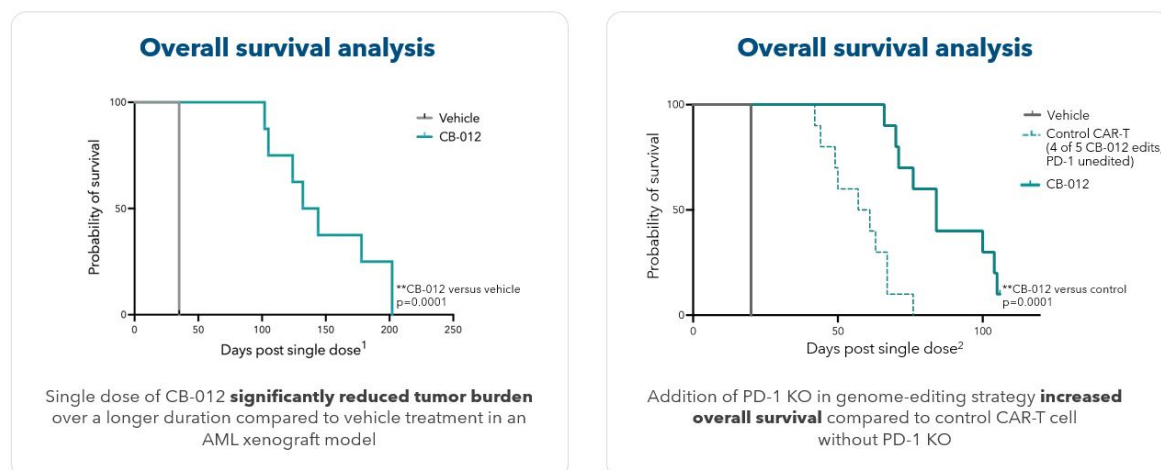 Overall survival analysis
Probability of survival
100
50
0
0 50 100 150 200 250
Days post single dose1
Vehicle
CB-012
**CB-012 versus vehicle
p=0.0001
Single dose of CB-012 significantly reduced tumor burden
over a longer duration compared to vehicle treatment in an
AML xenograft model
Overall survival analysis
Probability of survival
100
50
0
0 50 100
Days post single dose2
Vehicle
Control CAR-T
(4 of 5 CB-012 edits,
PD-1 unedited)
CB-012
**CB-012 versus control
p=0.0001
Addition of PD-1 KO in genome-editing strategy increased
overall survival compared to control CAR-T cell
without PD-1 KO